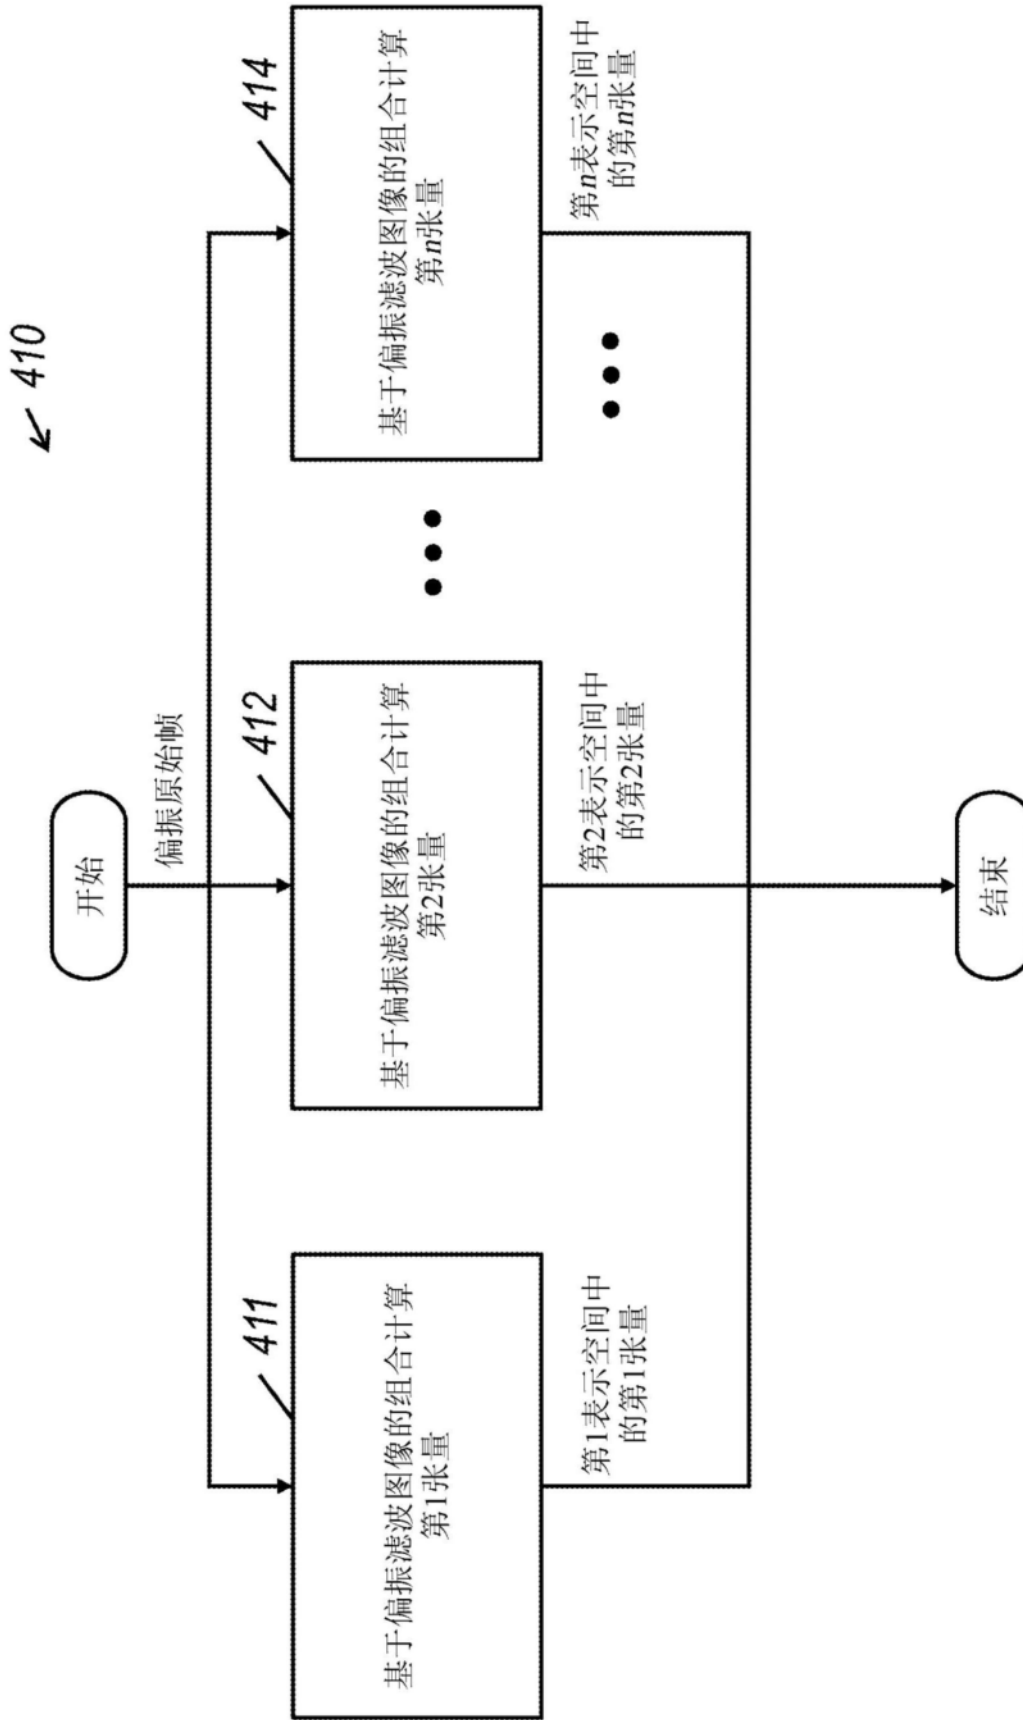 410
开始
偏振原始帧
411
基于偏振滤波图像的组合计算
第1张量
412
基于偏振滤波图像的组合计算
第2张量
414
基于偏振滤波图像的组合计算
第n张量
第1表示空间中
的第1张量
第2表示空间中
的第2张量
第n表示空间中
的第n张量
结束